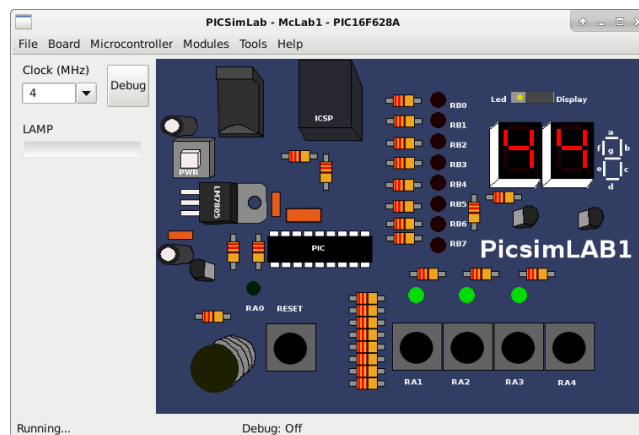 PICSimLab - McLab1 - PIC16F628A
File Board Microcontroller Modules Tools Help
Clock (MHz)
4
Debug
LAMP
ICSP
PWR
LM7805
PIC
RB0
RB1
RB2
RB3
RB4
RB5
RB6
RB7
Led Display
44
a
f g b
e c
d
PicsimLAB1
RA0 RESET
RA1 RA2 RA3 RA4
Running... Debug: Off